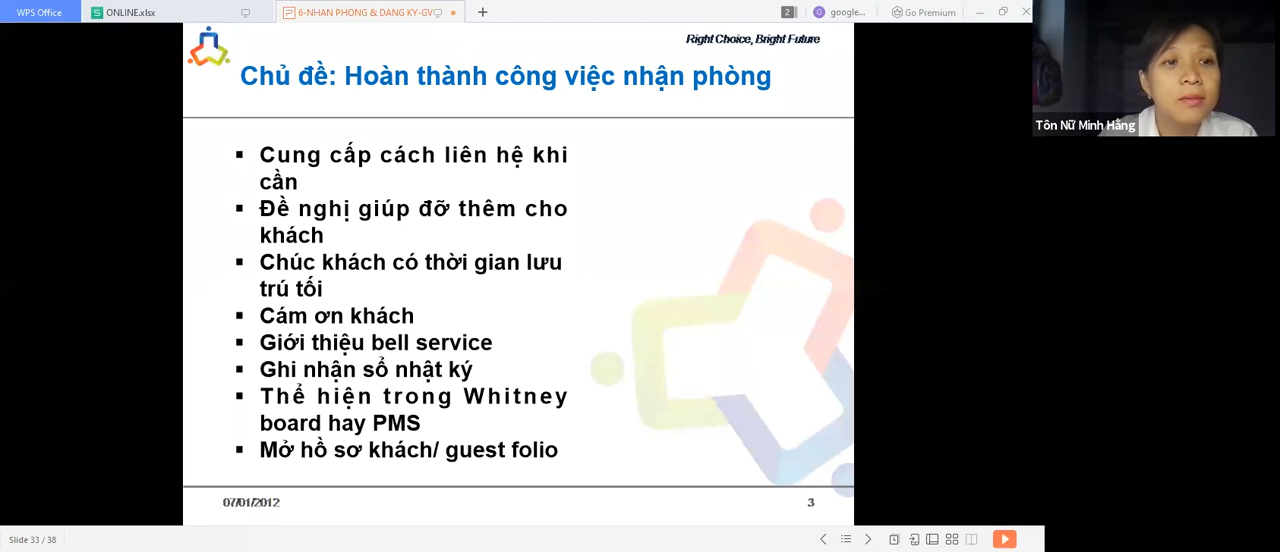 WPS Office
ONLINE.xlsx
6-NHAN PHONG & DANG KY-GV
2
G
google...
Go Premium
Right Choice, Bright Future
Chủ đề: Hoàn thành công việc nhận phòng
Tôn Nữ Minh Hằng
Cung cấp cách liên hệ khi
cần
Đề nghị giúp đỡ thêm cho
khách
Chúc khách có thời gian lưu
trú tối
Cám ơn khách
Giới thiệu bell service
Ghi nhận sổ nhật ký
Thể hiện trong Whitney
board hay PMS
Mở hồ sơ khách/ guest folio
07/01/2012
3
Slide 33 / 38